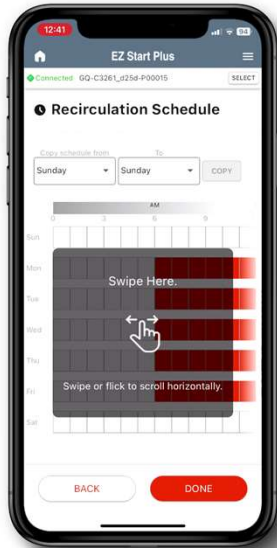 12:41
94
EZ Start Plus
Connected GQ-C3261_d25d-P00015 SELECT
Recirculation Schedule
Copy schedule from To
Sunday Sunday COPY
AM
0 3 6 9
Sun
Mon
Swipe Here.
Tue
Wed
Thu
Fri
Swipe or flick to scroll horizontally.
Sat
BACK DONE